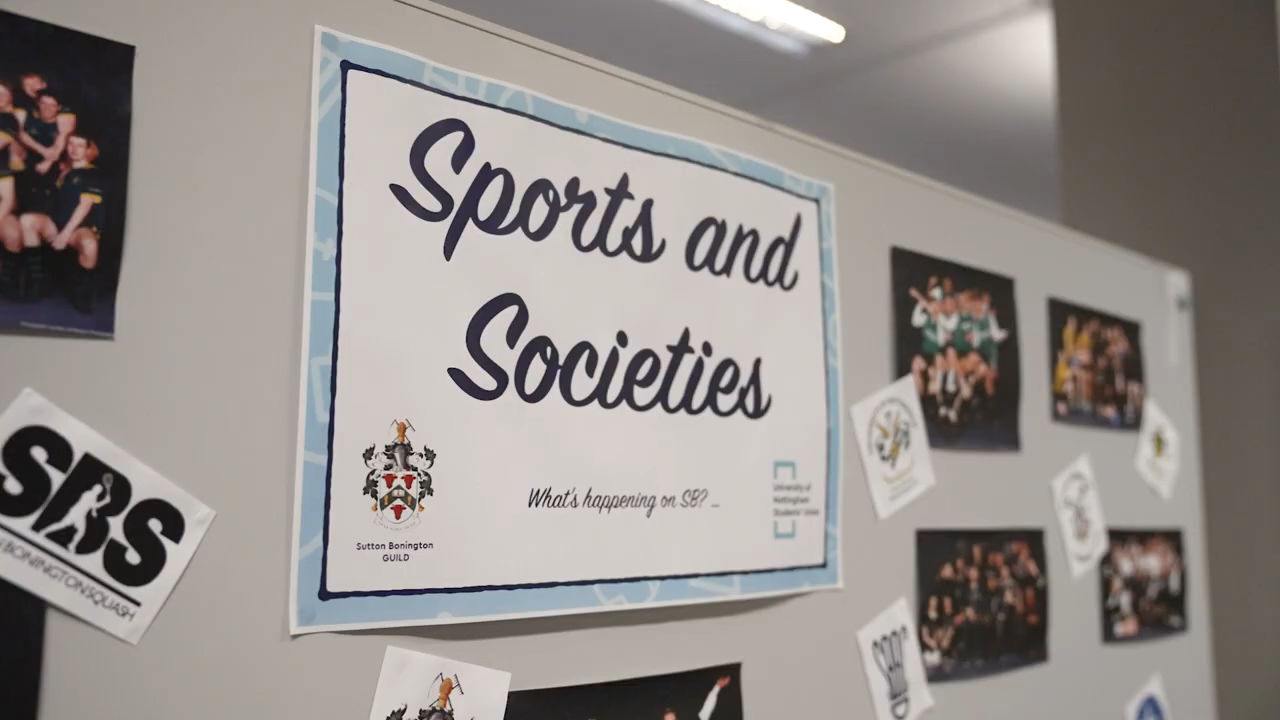 Sports and
Societies
What's happening on SB? ...
Sutton Bonington
GUILD
University of
Nottingham
Students' Union
SBS
BONINGTONSQUASH